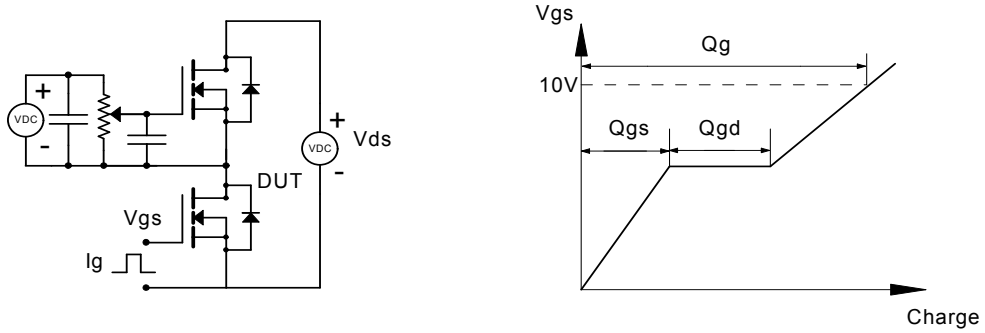 +
VDC
-
+
VDC
-
Vds
DUT
Vgs
Ig
Vgs
Qg
10V
Qgs
Qgd
Charge